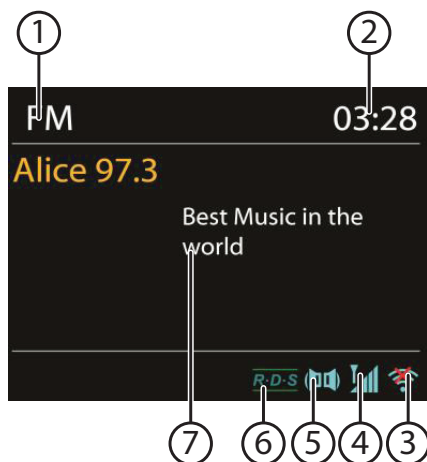 1 2
FM 03:28
Alice 97.3
Best Music in the
world
R·D·S
7 6 5 4 3